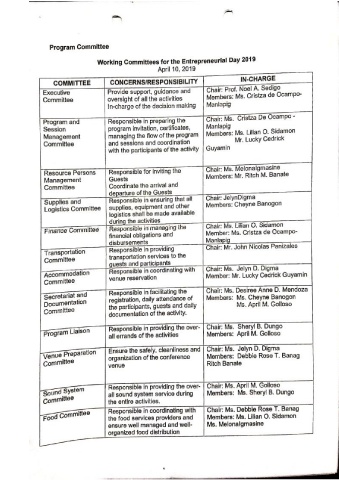 Program Committee
Working Committees for the Entrepreneurial Day 2019
April 10, 2019
COMMITTEE CONCERNS/RESPONSIBILITY IN-CHARGE
Executive Committee
Provide support, guidance and
oversight of all the activities
In-charge of the decision making
Chair: Prof. Noel A. Sedigo
Members: Ms. Cristza de Ocampo-
Manlapig
Program and
Session
Management
Committee
Responsible in preparing the
program invitation, certificates,
managing the flow of the program
and sessions and coordination
with the participants of the activity
Chair: Ms. Cristza De Ocampo -
Manlapig
Members: Ms. Lilian O. Sidamon
Mr. Lucky Cedrick
Guyamin
Resource Persons
Management
Committee
Responsible for inviting the
Guests
Coordinate the arrival and
departure of the Guests
Chair: Ms. Melonalgmasine
Members: Mr. Ritch M. Banate
Supplies and
Logistics Committee
Responsible in ensuring that all
supplies, equipment and other
logistics shall be made available
during the activities
Chair: JelynDigma
Members: Cheyne Banogon
Finance Committee
Responsible in managing the
financial obligations and
disbursements
Chair: Ms. Lilian O. Sidamon
Member: Ms. Cristza de Ocampo-
Manlapig
Transportation
Committee
Responsible in providing
transportation services to the
guests and participants
Chair: Mr. John Nicolas Penizales
Accommodation
Committee
Responsible in coordinating with
venue reservation
Chair: Ms. Jelyn D. Digma
Member: Mr. Lucky Cedrick Guyamin
Secretariat and
Documentation
Committee
Responsible in facilitating the
registration, daily attendance of
the participants, guests and daily
documentation of the activity.
Chair: Ms. Desiree Anne D. Mendoza
Members: Ms. Cheyne Banogon
Ms. April M. Golloso
Program Liaison
Responsible in providing the over-
all errands of the activities
Chair: Ms. Sheryl B. Dungo
Members: April M. Golloso
Venue Preparation
Committee
Ensure the safety, cleanliness and
organization of the conference
venue
Chair: Ms. Jelyn D. Digma
Members: Debbie Rose T. Banag
Ritch Banate
Sound System
Committee
Responsible in providing the over-
all sound system service during
the entire activities.
Chair: Ms. April M. Golloso
Members: Ms. Sheryl B. Dungo
Food Committee
Responsible in coordinating with
the food services providers and
ensure well managed and well-
organized food distribution
Chair: Ms. Debbie Rose T. Banag
Members: Ms. Lilian O. Sidamon
Ms. Melonalgmasine